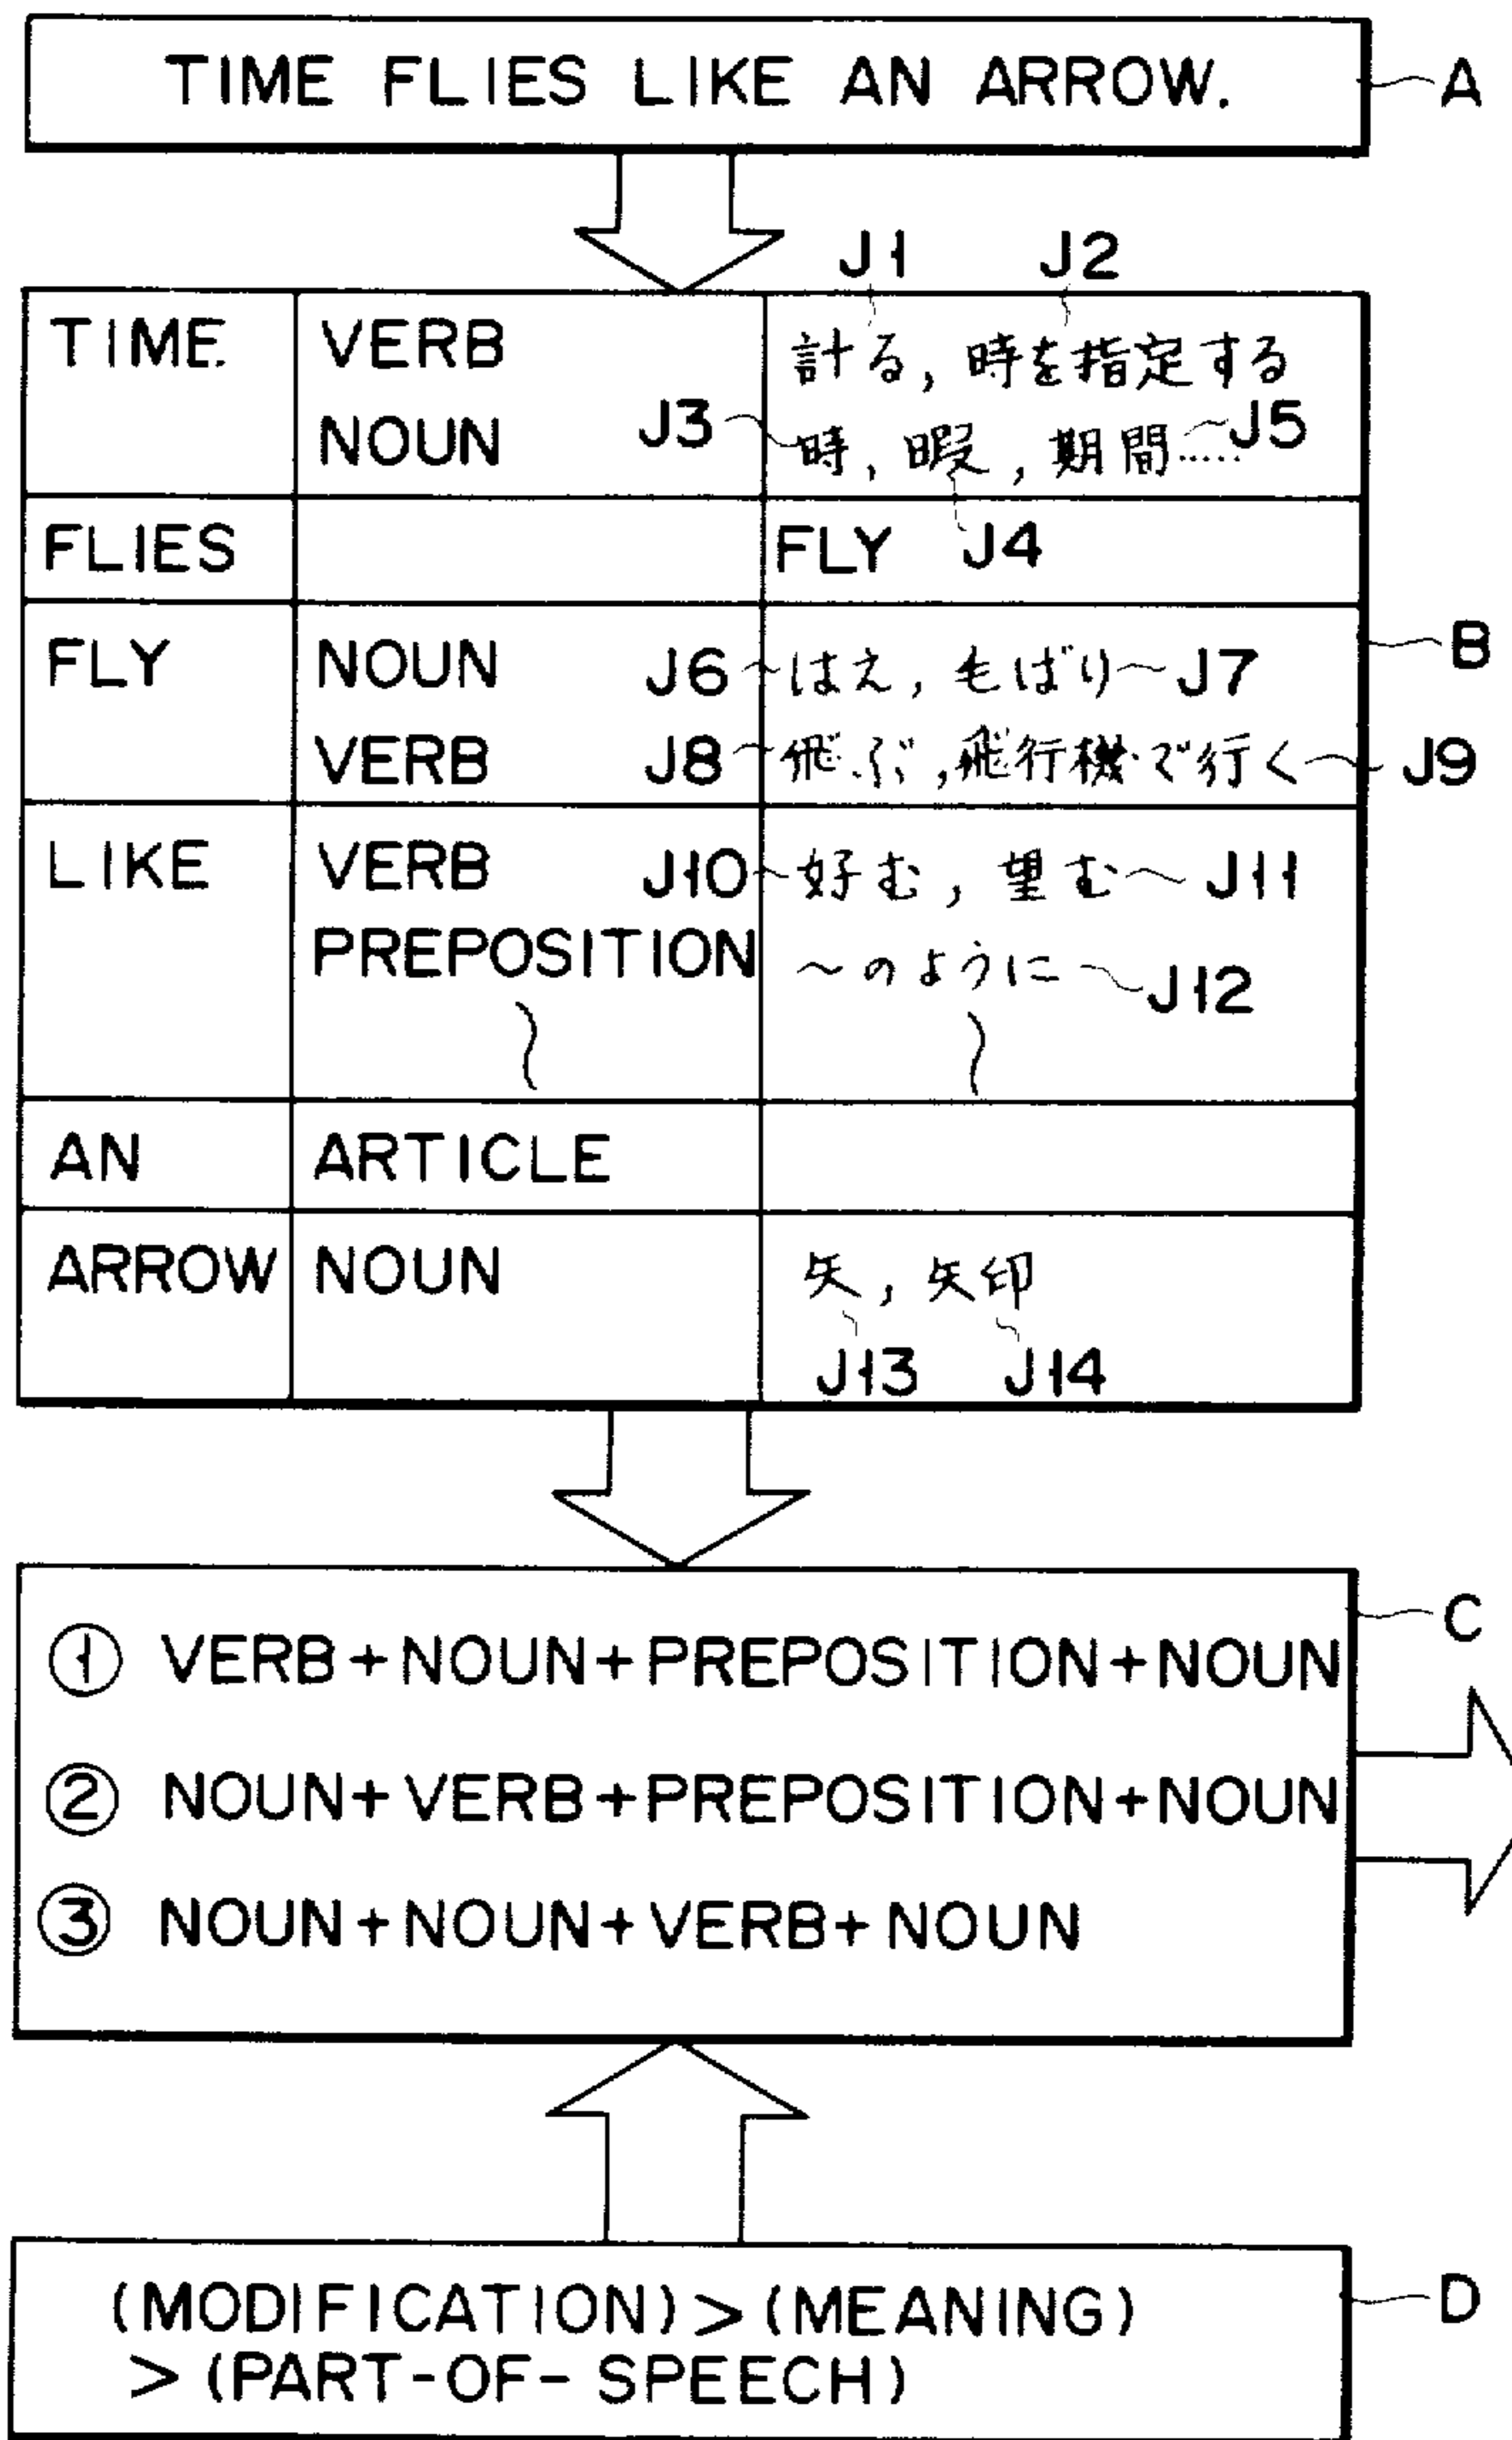 TIME FLIES LIKE AN ARROW. A
J1 J2
TIME VERB 計る, 時を指定する
NOUN J3 時, 暇, 期間..... J5
FLIES FLY J4
B
FLY NOUN J6 はえ, 毛ばり J7
VERB J8 飛ぶ, 飛行機で行く J9
LIKE VERB J10 好む, 望む J11
PREPOSITION ~のように J12
AN ARTICLE
ARROW NOUN 矢, 矢印
J13 J14
C
① VERB+NOUN+PREPOSITION+NOUN
② NOUN+VERB+PREPOSITION+NOUN
③ NOUN+NOUN+VERB+NOUN
(MODIFICATION)>(MEANING) D
>(PART-OF-SPEECH)